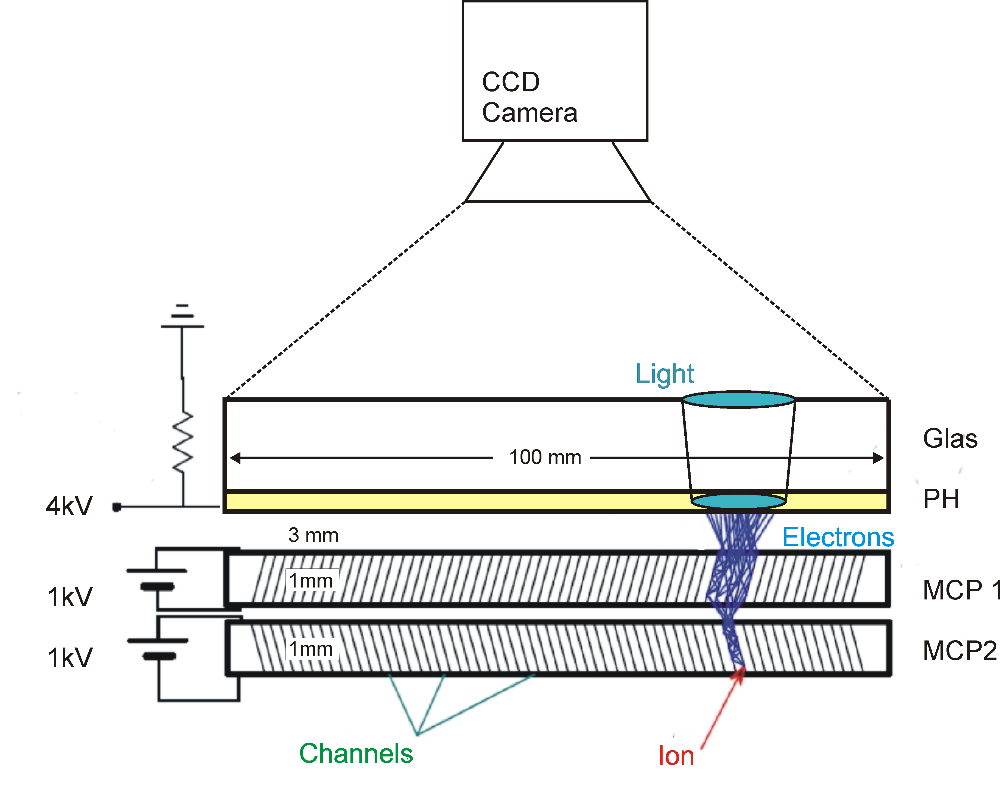 CCD
Camera
Light
Glas
100 mm
4kV
PH
3 mm
Electrons
1mm
1kV
MCP 1
1mm
1kV
MCP2
Channels
Ion